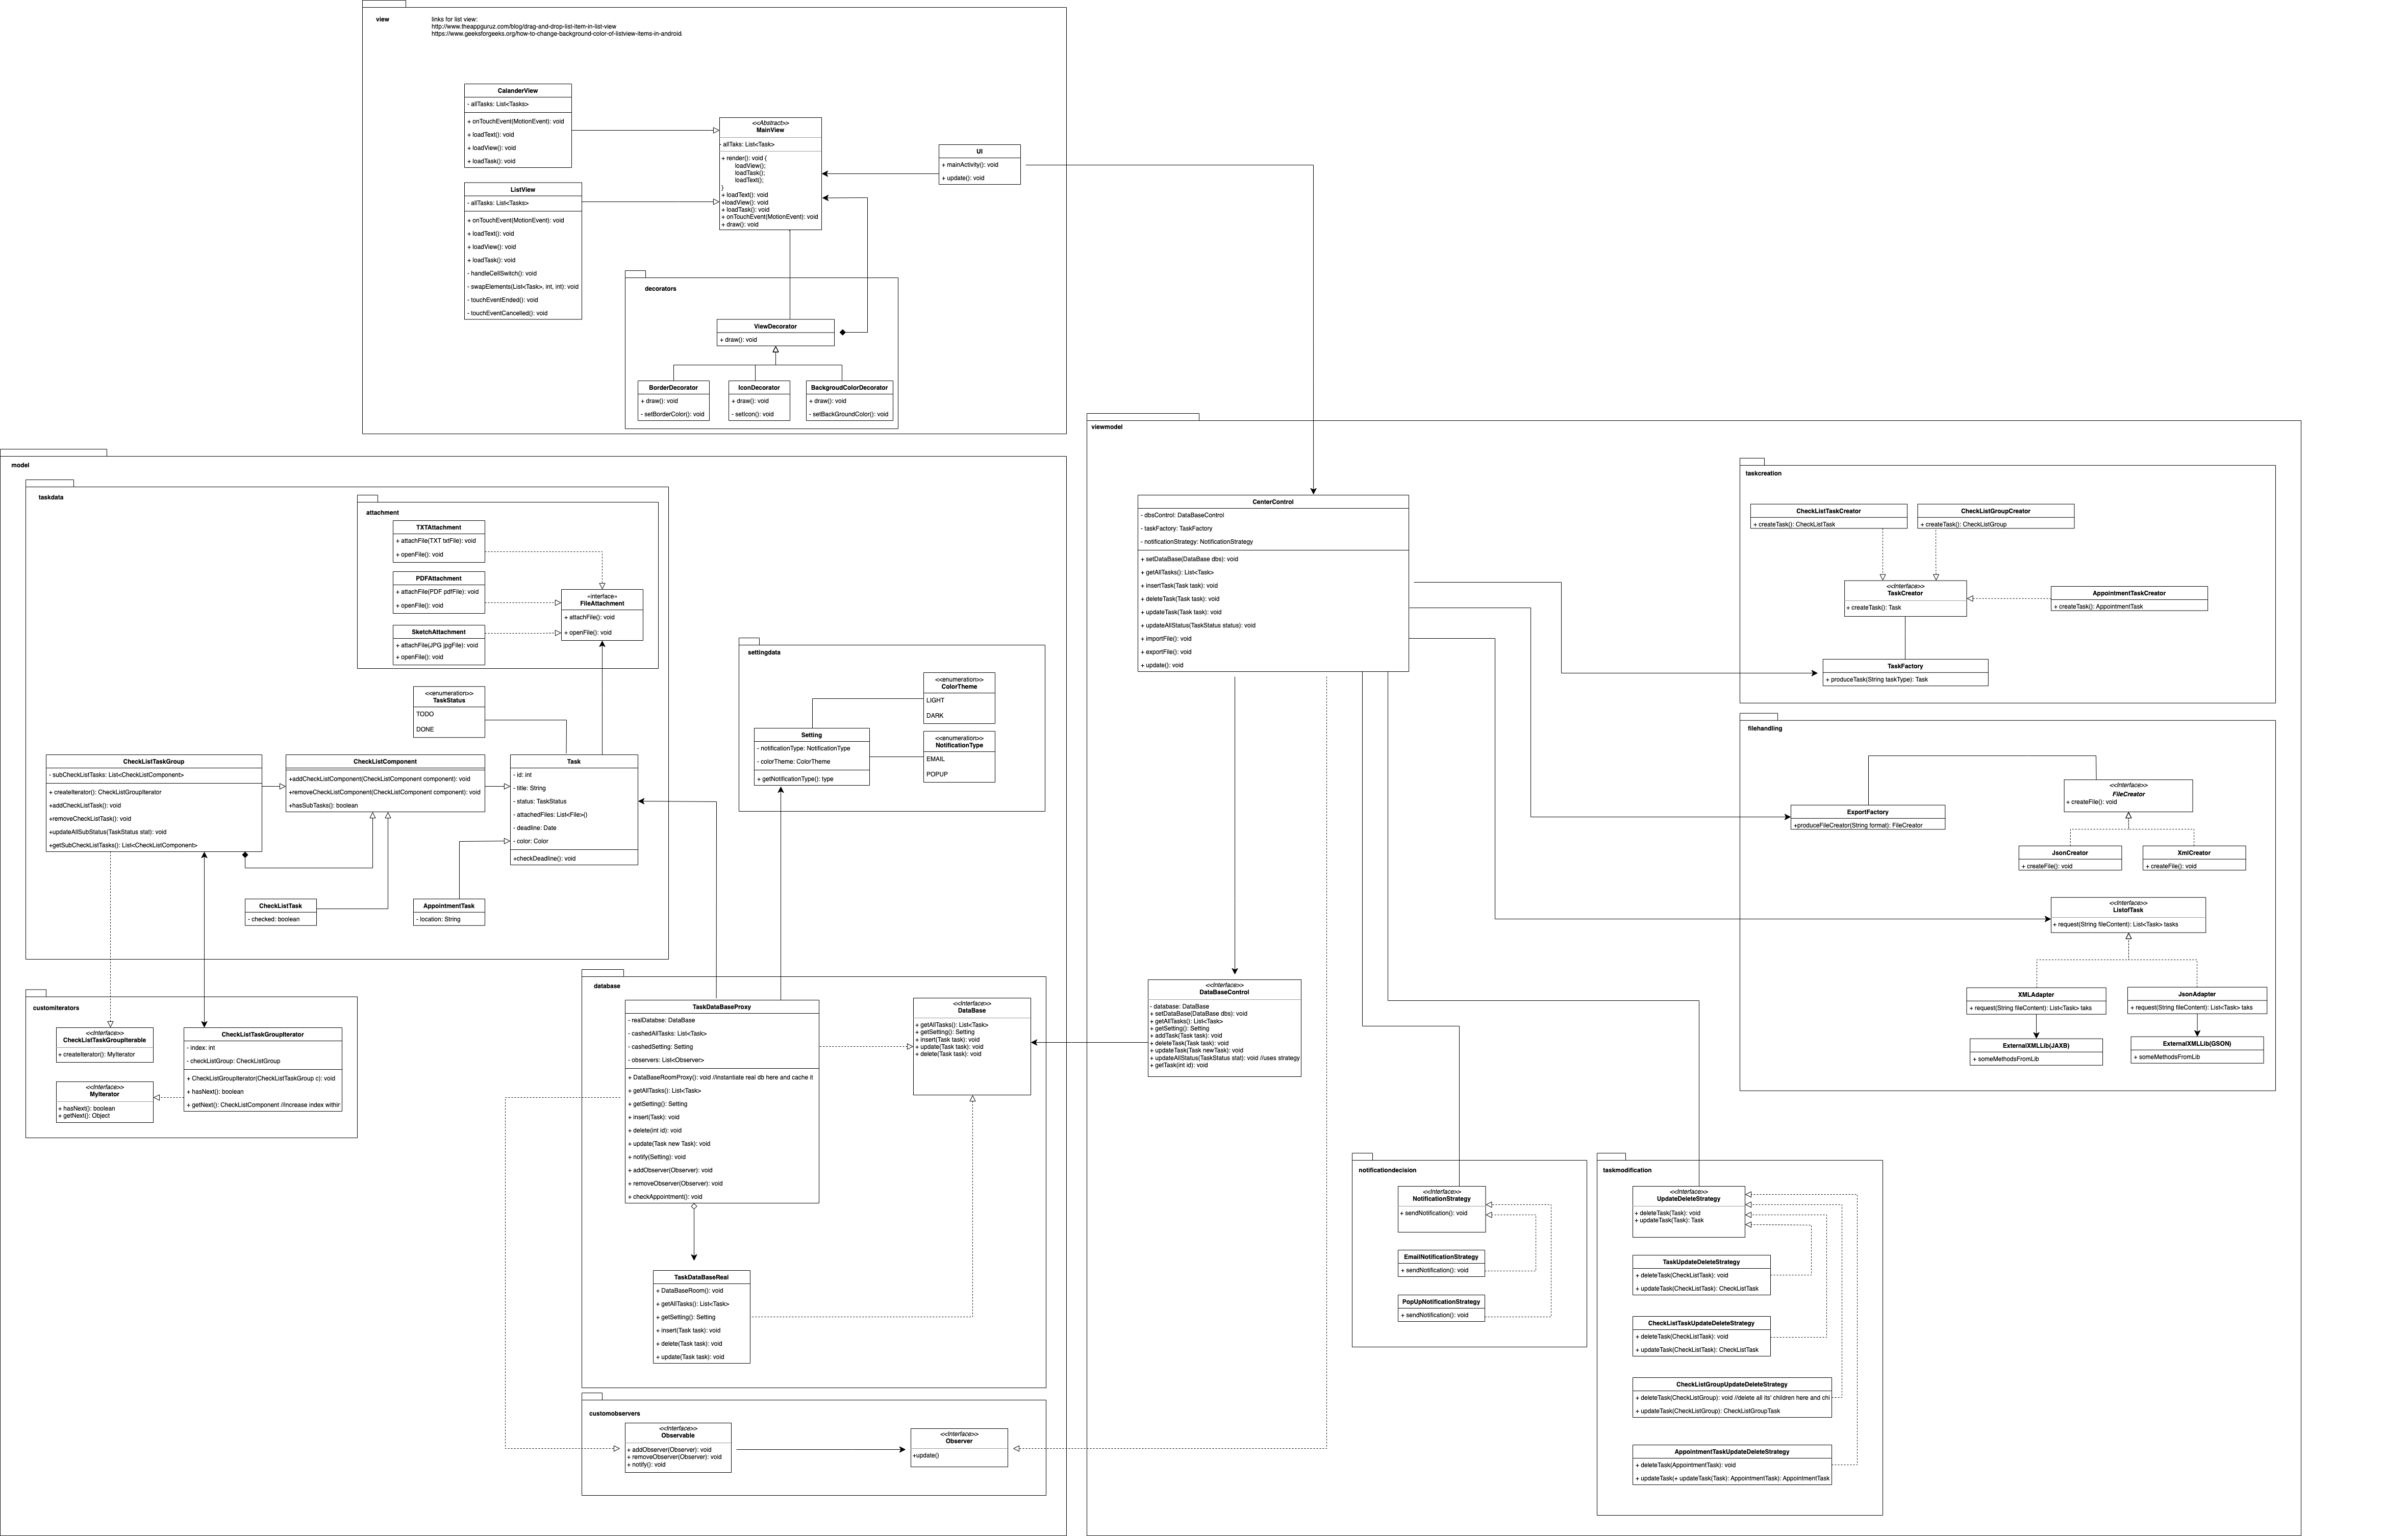 view
links for list view:
http://www.theappguruz.com/blog/drag-and-drop-list-item-in-list-view
https://www.geeksforgeeks.org/how-to-change-background-color-of-listview-items-in-android
CalanderView
- allTasks: List<Tasks>
+ onTouchEvent(MotionEvent): void
+ loadText(): void
+ loadView(): void
+ loadTask(): void
ListView
- allTasks: List<Tasks>
+ onTouchEvent(MotionEvent): void
+ loadText(): void
+ loadView(): void
+ loadTask(): void
- handleCellSwitch(): void
- swapElements(List<Task>, int, int): void
- touchEventEnded(): void
- touchEventCancelled(): void
<<Abstract>>
MainView
- allTaks: List<Task>
+ render(): void {
loadView();
loadTask();
loadText();
}
+ loadText(): void
+loadView(): void
+ loadTask(): void
+ onTouchEvent(MotionEvent): void
+ draw(): void
UI
+ mainActivity(): void
+ update(): void
decorators
ViewDecorator
+ draw(): void
BorderDecorator
+ draw(): void
- setBorderColor(): void
IconDecorator
+ draw(): void
- setIcon(): void
BackgroudColorDecorator
+ draw(): void
- setBackGroundColor(): void
model
taskdata
attachment
TXTAttachment
+ attachFile(TXT txtFile): void
+ openFile(): void
PDFAttachment
+ attachFile(PDF pdfFile): void
+ openFile(): void
SketchAttachment
+ attachFile(JPG jpgFile): void
+ openFile(): void
«interface»
FileAttachment
+ attachFile(): void
+ openFile(): void
<<enumeration>>
TaskStatus
TODO
DONE
CheckListTaskGroup
- subCheckListTasks: List<CheckListComponent>
+ createIterator(): CheckListGroupIterator
+addCheckListTask(): void
+removeCheckListTask(): void
+updateAllSubStatus(TaskStatus stat): void
+getSubCheckListTasks(): List<CheckListComponent>
CheckListComponent
+addCheckListComponent(CheckListComponent component): void
+removeCheckListComponent(CheckListComponent component): void
+hasSubTasks(): boolean
Task
- id: int
- title: String
- status: TaskStatus
- attachedFiles: List<File>()
- deadline: Date
- color: Color
+checkDeadline(): void
CheckListTask
- checked: boolean
AppointmentTask
- location: String
customiterators
<<Interface>>
CheckListTaskGroupIterable
+ createIterator(): MyIterator
<<Interface>>
MyIterator
+ hasNext(): boolean
+ getNext(): Object
CheckListTaskGroupIterator
- index: int
- checkListGroup: CheckListGroup
+ CheckListGroupIterator(CheckListTaskGroup c): void
+ hasNext(): boolean
+ getNext(): CheckListComponent //Increase index withir
settingdata
<<enumeration>>
ColorTheme
LIGHT
DARK
Setting
- notificationType: NotificationType
- colorTheme: ColorTheme
+ getNotificationType(): type
<<enumeration>>
NotificationType
EMAIL
POPUP
database
TaskDataBaseProxy
- realDatabse: DataBase
- cashedAllTasks: List<Task>
- cashedSetting: Setting
- observers: List<Observer>
+ DataBaseRoomProxy(): void //instantiate real db here and cache it
+ getAllTasks(): List<Task>
+ getSetting(): Setting
+ insert(Task): void
+ delete(int id): void
+ update(Task new Task): void
+ notify(Setting): void
+ addObserver(Observer): void
+ removeObserver(Observer): void
+ checkAppointment(): void
<<Interface>>
DataBase
+ getAllTasks(): List<Task>
+ getSetting(): Setting
+ insert(Task task): void
+ update(Task task): void
+ delete(Task task): void
TaskDataBaseReal
+ DataBaseRoom(): void
+ getAllTasks(): List<Task>
+ getSetting(): Setting
+ insert(Task task): void
+ delete(Task task): void
+ update(Task task): void
customobservers
<<Interface>>
Observable
+ addObserver(Observer): void
+ removeObserver(Observer): void
+ notify(): void
<<Interface>>
Observer
+update()
viewmodel
CenterControl
- dbsControl: DataBaseControl
- taskFactory: TaskFactory
- notificationStrategy: NotificationStrategy
+ setDataBase(DataBase dbs): void
+ getAllTasks(): List<Task>
+ insertTask(Task task): void
+ deleteTask(Task task): void
+ updateTask(Task task): void
+ updateAllStatus(TaskStatus status): void
+ importFile(): void
+ exportFile(): void
+ update(): void
<<Interface>>
DataBaseControl
- database: DataBase
+ setDataBase(DataBase dbs): void
+ getAllTasks(): List<Task>
+ getSetting(): Setting
+ addTask(Task task): void
+ deleteTask(Task task): void
+ updateTask(Task newTask): void
+ updateAllStatus(TaskStatus stat): void //uses strategy
+ getTask(int id): void
taskcreation
CheckListTaskCreator
+ createTask(): CheckListTask
CheckListGroupCreator
+ createTask(): CheckListGroup
<<Interface>>
TaskCreator
+ createTask(): Task
AppointmentTaskCreator
+ createTask(): AppointmentTask
TaskFactory
+ produceTask(String taskType): Task
filehandling
<<Interface>>
FileCreator
+ createFile(): void
ExportFactory
+produceFileCreator(String format): FileCreator
JsonCreator
+ createFile(): void
XmlCreator
+ createFile(): void
<<Interface>>
ListofTask
+ request(String fileContent): List<Task> tasks
XMLAdapter
+ request(String fileContent): List<Task> taks
JsonAdapter
+ request(String fileContent): List<Task> taks
ExternalXMLLib(JAXB)
+ someMethodsFromLib
ExternalXMLLib(GSON)
+ someMethodsFromLib
notificationdecision
<<Interface>>
NotificationStrategy
+ sendNotification(): void
EmailNotificationStrategy
+ sendNotification(): void
PopUpNotificationStrategy
+ sendNotification(): void
taskmodification
<<Interface>>
UpdateDeleteStrategy
+ deleteTask(Task): void
+ updateTask(Task): Task
TaskUpdateDeleteStrategy
+ deleteTask(CheckListTask): void
+ updateTask(CheckListTask): CheckListTask
CheckListTaskUpdateDeleteStrategy
+ deleteTask(CheckListTask): void
+ updateTask(CheckListTask): CheckListTask
CheckListGroupUpdateDeleteStrategy
+ deleteTask(CheckListGroup): void //delete all its' children here and chi
+ updateTask(CheckListGroup): CheckListGroupTask
AppointmentTaskUpdateDeleteStrategy
+ deleteTask(AppointmentTask): void
+ updateTask(+ updateTask(Task): AppointmentTask): AppointmentTask